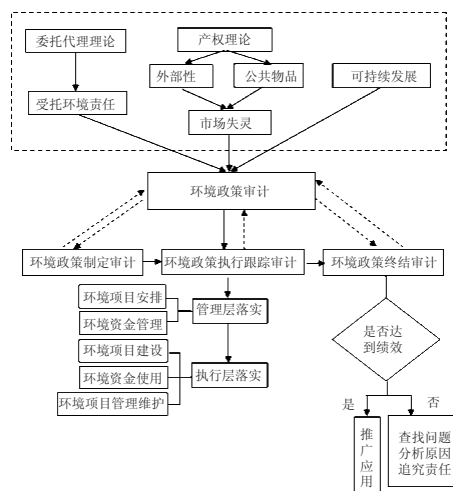 委托代理理论
产权理论
外部性
公共物品
可持续发展
受托环境责任
市场失灵
环境政策审计
环境政策制定审计
环境政策执行跟踪审计
环境政策终结审计
环境项目安排
管理层落实
环境资金管理
是否达
到绩效
环境项目建设
环境资金使用
执行层落实
环境项目管理维护
是
否
推
广
应
用
查找问题
分析原因
追究责任